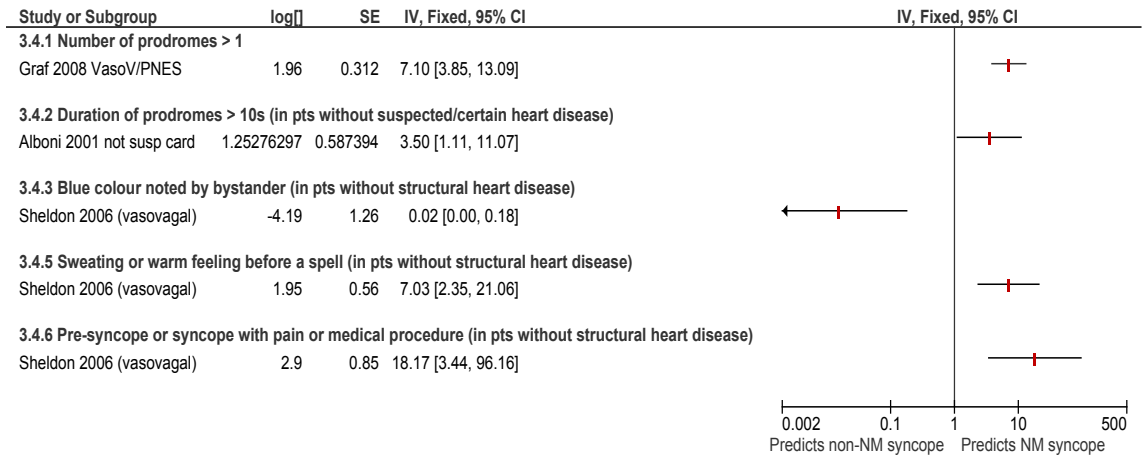 Study or Subgroup log[] SE IV, Fixed, 95% CI IV, Fixed, 95% CI
3.4.1 Number of prodromes > 1
Graf 2008 VasoV/PNES 1.96 0.312 7.10 [3.85, 13.09]
3.4.2 Duration of prodromes > 10s (in pts without suspected/certain heart disease)
Alboni 2001 not susp card 1.25276297 0.587394 3.50 [1.11, 11.07]
3.4.3 Blue colour noted by bystander (in pts without structural heart disease)
Sheldon 2006 (vasovagal) -4.19 1.26 0.02 [0.00, 0.18]
3.4.5 Sweating or warm feeling before a spell (in pts without structural heart disease)
Sheldon 2006 (vasovagal) 1.95 0.56 7.03 [2.35, 21.06]
3.4.6 Pre-syncope or syncope with pain or medical procedure (in pts without structural heart disease)
Sheldon 2006 (vasovagal) 2.9 0.85 18.17 [3.44, 96.16]
0.002 0.1 1 10 500
Predicts non-NM syncope Predicts NM syncope